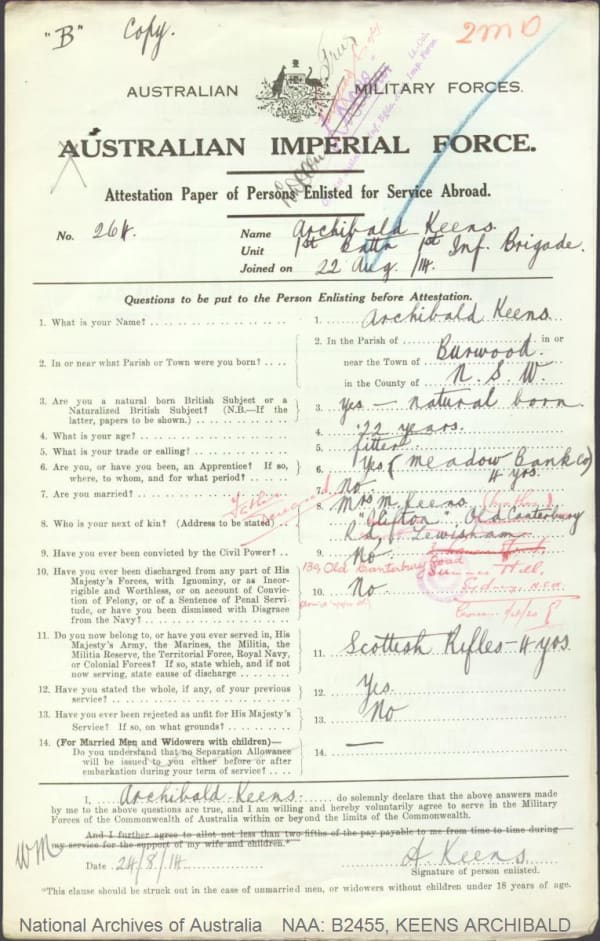 "B" Copy.
2MD
AUSTRALIAN MILITARY FORCES.
AUSTRALIAN IMPERIAL FORCE.
Attestation Paper of Persons Enlisted for Service Abroad.
No. 264. Name Archibald Keens.
Unit 1st Battn 1st Inf. Brigade.
Joined on 22 Aug. /14.
Questions to be put to the Person Enlisting before Attestation.
1. What is your Name? 1. Archibald Keens
2. In or near what Parish or Town were you born? 2. In the Parish of in or
near the Town of Burwood.
in the County of N. S. W.
3. Are you a natural born British Subject or a
Naturalized British Subject? (N.B.—If the
latter, papers to be shown.) 3. Yes – natural born.
4. What is your age? 4. 22 years.
5. What is your trade or calling? 5. fitter
6. Are you, or have you been, an Apprentice? If so,
where, to whom, and for what period? 6. Yes (Meadow Bank Co)
4 yrs.
7. Are you married? 7. No.
Father
deceased
8. Who is your next of kin? (Address to be stated) 8. Mrs M. Keens (mother)
"Clifton" Old Canterbury
Rd, Lewisham
9. Have you ever been convicted by the Civil Power? 9. No
139 Old Canterbury Road
Summer Hill,
Sydney, N.S.W.
10. Have you ever been discharged from any part of His
Majesty's Forces, with Ignominy, or as Incor-
rigible and Worthless, or on account of Convic-
tion of Felony, or of a Sentence of Penal Servi-
tude, or have you been dismissed with Disgrace
from the Navy? 10. No.
11. Do you now belong to, or have you ever served in, His
Majesty's Army, the Marines, the Militia, the
Militia Reserve, the Territorial Force, Royal Navy,
or Colonial Forces? If so, state which, and if not
now serving, state cause of discharge 11. Scottish Rifles – 4 yrs.
12. Have you stated the whole, if any, of your previous
service? 12. Yes.
13. Have you ever been rejected as unfit for His Majesty's
Service? If so, on what grounds? 13. No
14. (For Married Men and Widowers with children)—
Do you understand that no Separation Allowance
will be issued to you either before or after
embarkation during your term of service? 14. —
I, Archibald Keens do solemnly declare that the above answers made
by me to the above questions are true, and I am willing and hereby voluntarily agree to serve in the Military
Forces of the Commonwealth of Australia within or beyond the limits of the Commonwealth.
And I further agree to allot not less than two-fifths of the pay payable to me from time to time during
my service for the support of my wife and children.*
WM
Date 24/8/14. A. Keens
Signature of person enlisted.
*This clause should be struck out in the case of unmarried men, or widowers without children under 18 years of age.
National Archives of Australia NAA: B2455, KEENS ARCHIBALD